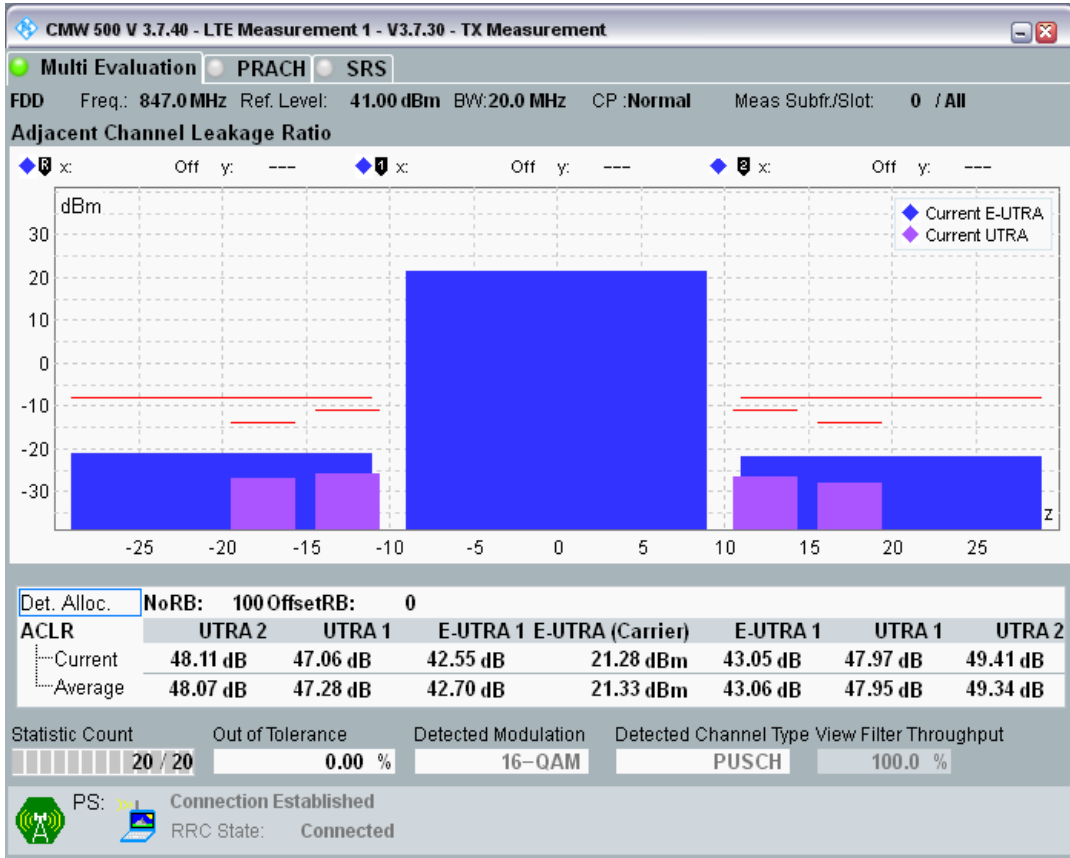 CMW 500 V 3.7.40 - LTE Measurement 1 - V3.7.30 - TX Measurement
Multi Evaluation PRACH SRS
FDD Freq.: 847.0 MHz Ref. Level: 41.00 dBm BW: 20.0 MHz CP :Normal Meas Subfr./Slot: 0 / All
Adjacent Channel Leakage Ratio
R x: Off y: --- 1 x: Off y: --- 2 x: Off y: ---
dBm
Current E-UTRA
Current UTRA
30
20
10
0
-10
-20
-30
z
-25 -20 -15 -10 -5 0 5 10 15 20 25
Det. Alloc. NoRB: 100 OffsetRB: 0
ACLR UTRA 2 UTRA 1 E-UTRA 1 E-UTRA (Carrier) E-UTRA 1 UTRA 1 UTRA 2
Current 48.11 dB 47.06 dB 42.55 dB 21.28 dBm 43.05 dB 47.97 dB 49.41 dB
Average 48.07 dB 47.28 dB 42.70 dB 21.33 dBm 43.06 dB 47.95 dB 49.34 dB
Statistic Count Out of Tolerance Detected Modulation Detected Channel Type View Filter Throughput
20 / 20 0.00 % 16-QAM PUSCH 100.0 %
PS: Connection Established
RRC State: Connected